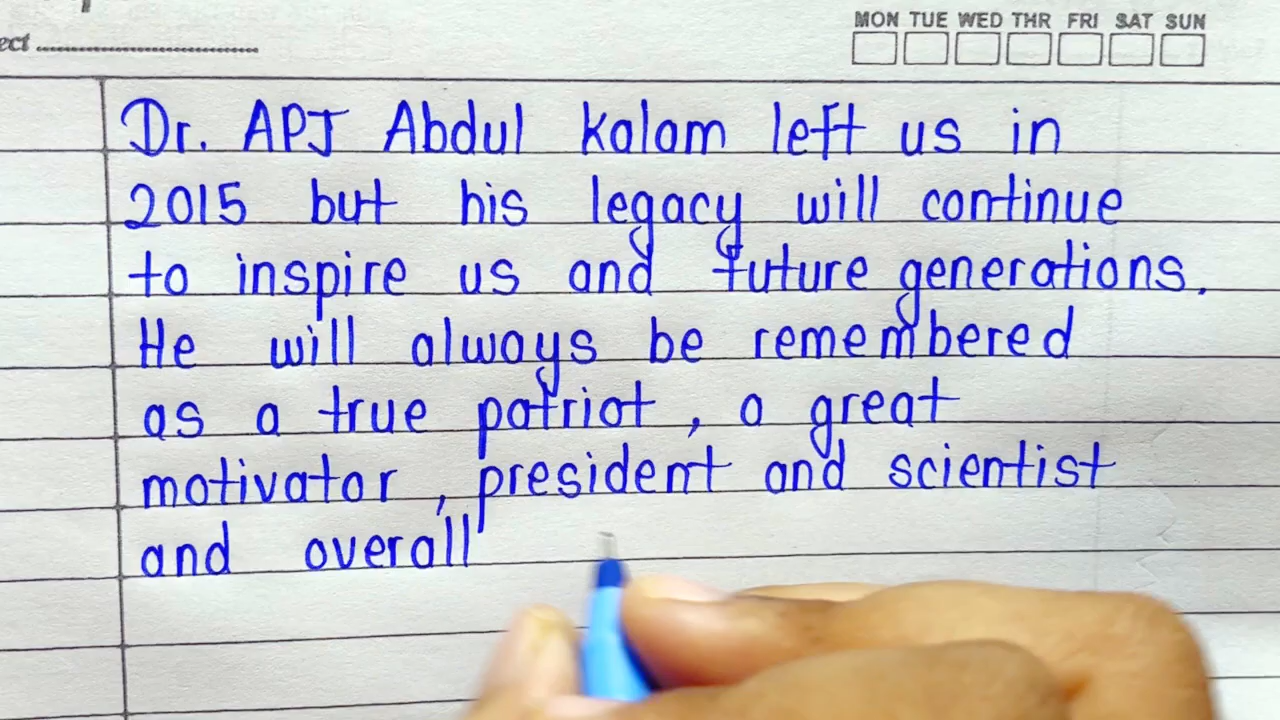 ect ........................
MON TUE WED THR FRI SAT SUN
Dr. APJ Abdul Kalam left us in
2015 but his legacy will continue
to inspire us and future generations.
He will always be remembered
as a true patriot, a great
motivator, president and scientist
and overall